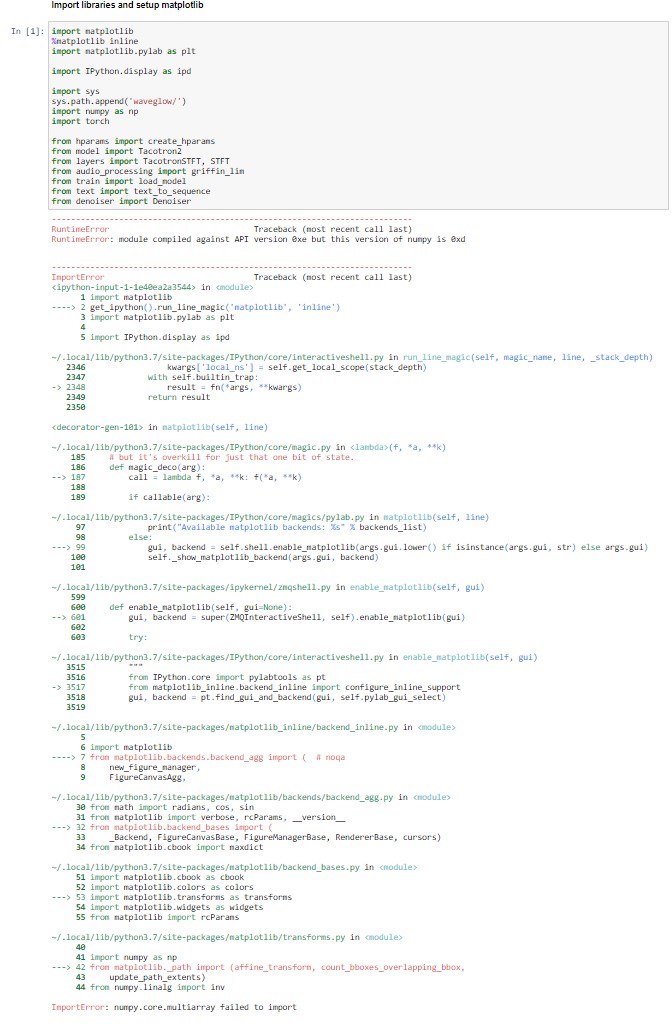 Import libraries and setup matplotlib
In [1]: import matplotlib
%matplotlib inline
import matplotlib.pylab as plt
import IPython.display as ipd
import sys
sys.path.append('waveglow/')
import numpy as np
import torch
from hparams import create_hparams
from model import Tacotron2
from layers import TacotronSTFT, STFT
from audio_processing import griffin_lim
from train import load_model
from text import text_to_sequence
from denoiser import Denoiser
---------------------------------------------------------------------------
RuntimeError                              Traceback (most recent call last)
RuntimeError: module compiled against API version 0xe but this version of numpy is 0xd
---------------------------------------------------------------------------
ImportError                               Traceback (most recent call last)
<ipython-input-1-1e40ea2a3544> in <module>
      1 import matplotlib
----> 2 get_ipython().run_line_magic('matplotlib', 'inline')
      3 import matplotlib.pylab as plt
      4
      5 import IPython.display as ipd
~/.local/lib/python3.7/site-packages/IPython/core/interactiveshell.py in run_line_magic(self, magic_name, line, _stack_depth)
   2346                 kwargs['local_ns'] = self.get_local_scope(stack_depth)
   2347             with self.builtin_trap:
-> 2348                 result = fn(*args, **kwargs)
   2349             return result
   2350
<decorator-gen-101> in matplotlib(self, line)
~/.local/lib/python3.7/site-packages/IPython/core/magic.py in <lambda>(f, *a, **k)
    185     # but it's overkill for just that one bit of state.
    186     def magic_deco(arg):
--> 187         call = lambda f, *a, **k: f(*a, **k)
    188
    189         if callable(arg):
~/.local/lib/python3.7/site-packages/IPython/core/magics/pylab.py in matplotlib(self, line)
     97             print("Available matplotlib backends: %s" % backends_list)
     98         else:
---> 99             gui, backend = self.shell.enable_matplotlib(args.gui.lower() if isinstance(args.gui, str) else args.gui)
    100             self._show_matplotlib_backend(args.gui, backend)
    101
~/.local/lib/python3.7/site-packages/ipykernel/zmqshell.py in enable_matplotlib(self, gui)
    599
    600     def enable_matplotlib(self, gui=None):
--> 601         gui, backend = super(ZMQInteractiveShell, self).enable_matplotlib(gui)
    602
    603         try:
~/.local/lib/python3.7/site-packages/IPython/core/interactiveshell.py in enable_matplotlib(self, gui)
   3515         """
   3516         from IPython.core import pylabtools as pt
-> 3517         from matplotlib_inline.backend_inline import configure_inline_support
   3518         gui, backend = pt.find_gui_and_backend(gui, self.pylab_gui_select)
   3519
~/.local/lib/python3.7/site-packages/matplotlib_inline/backend_inline.py in <module>
      5
      6 import matplotlib
----> 7 from matplotlib.backends.backend_agg import (  # noqa
      8     new_figure_manager,
      9     FigureCanvasAgg,
~/.local/lib/python3.7/site-packages/matplotlib/backends/backend_agg.py in <module>
     30 from math import radians, cos, sin
     31 from matplotlib import verbose, rcParams, __version__
---> 32 from matplotlib.backend_bases import (
     33     _Backend, FigureCanvasBase, FigureManagerBase, RendererBase, cursors)
     34 from matplotlib.cbook import maxdict
~/.local/lib/python3.7/site-packages/matplotlib/backend_bases.py in <module>
     51 import matplotlib.cbook as cbook
     52 import matplotlib.colors as colors
---> 53 import matplotlib.transforms as transforms
     54 import matplotlib.widgets as widgets
     55 from matplotlib import rcParams
~/.local/lib/python3.7/site-packages/matplotlib/transforms.py in <module>
     40
     41 import numpy as np
---> 42 from matplotlib._path import (affine_transform, count_bboxes_overlapping_bbox,
     43     update_path_extents)
     44 from numpy.linalg import inv
ImportError: numpy.core.multiarray failed to import